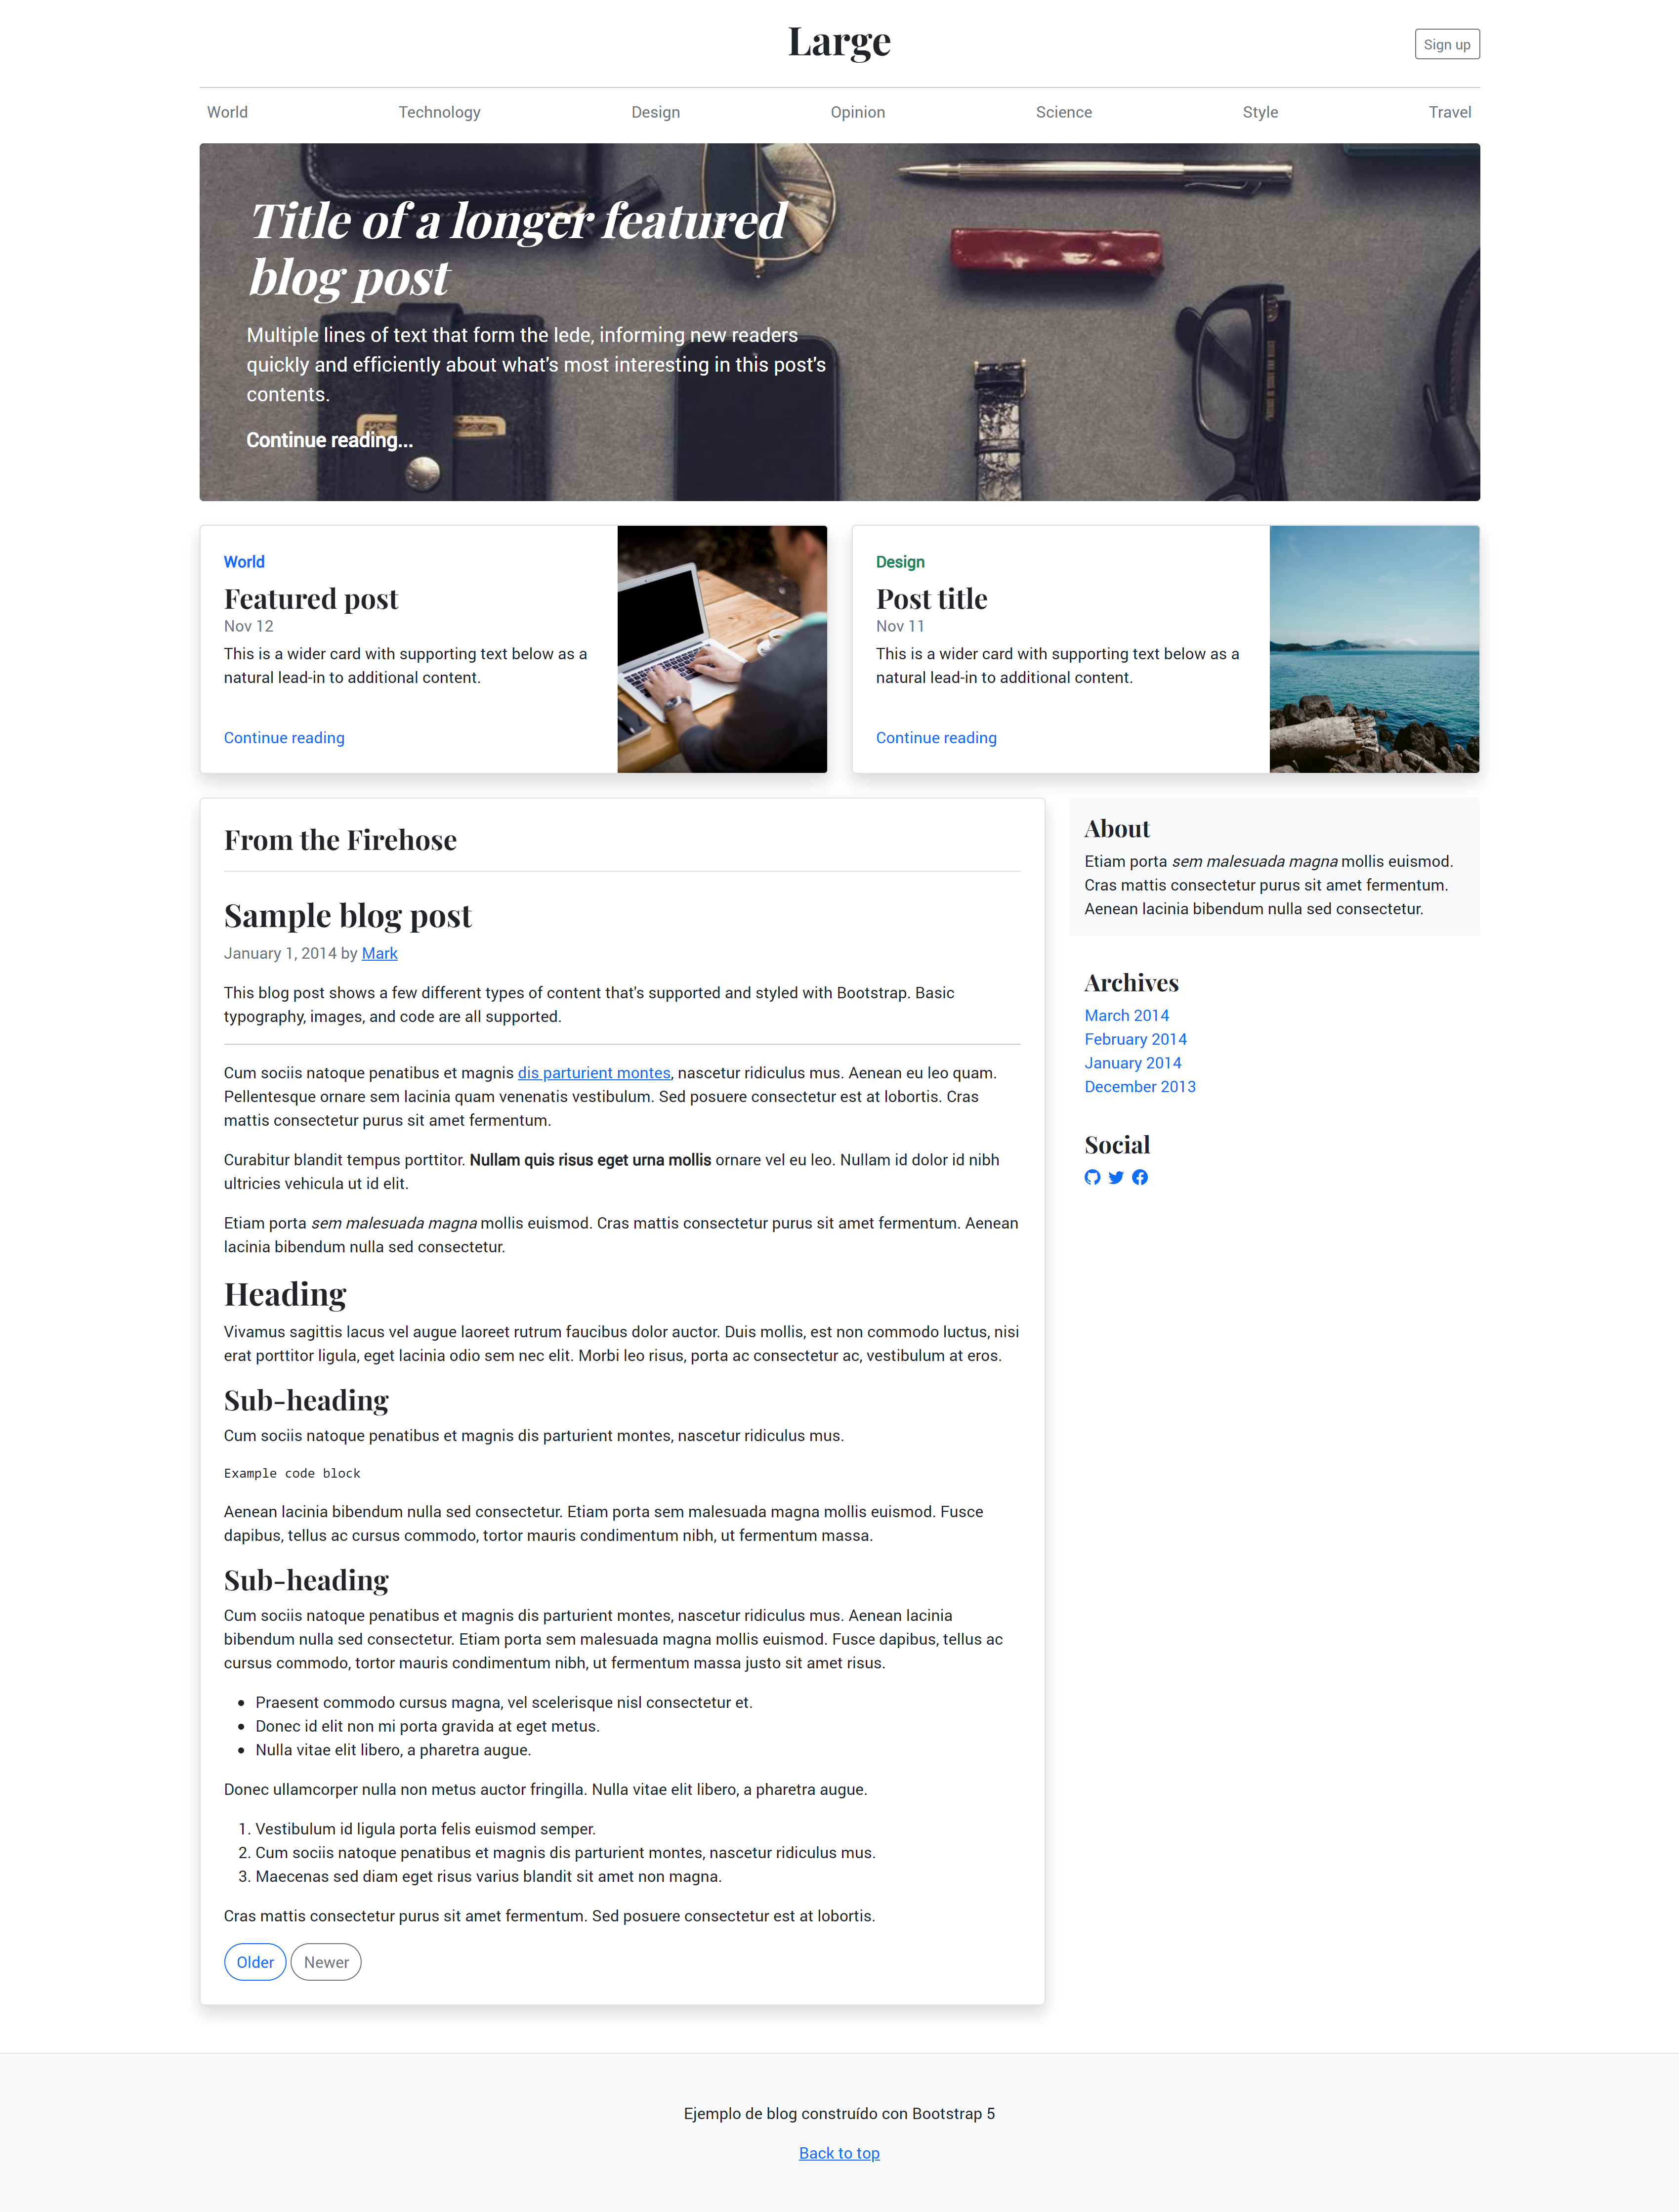 Large
Sign up
World
Technology
Design
Opinion
Science
Style
Travel
Title of a longer featured
blog post
Multiple lines of text that form the lede, informing new readers
quickly and efficiently about what's most interesting in this post's
contents.
Continue reading...
World
Featured post
Nov 12
This is a wider card with supporting text below as a
natural lead-in to additional content.
Continue reading
Design
Post title
Nov 11
This is a wider card with supporting text below as a
natural lead-in to additional content.
Continue reading
From the Firehose
Sample blog post
January 1, 2014 by Mark
This blog post shows a few different types of content that's supported and styled with Bootstrap. Basic
typography, images, and code are all supported.
Cum sociis natoque penatibus et magnis dis parturient montes, nascetur ridiculus mus. Aenean eu leo quam.
Pellentesque ornare sem lacinia quam venenatis vestibulum. Sed posuere consectetur est at lobortis. Cras
mattis consectetur purus sit amet fermentum.
Curabitur blandit tempus porttitor. Nullam quis risus eget urna mollis ornare vel eu leo. Nullam id dolor id nibh
ultricies vehicula ut id elit.
Etiam porta sem malesuada magna mollis euismod. Cras mattis consectetur purus sit amet fermentum. Aenean
lacinia bibendum nulla sed consectetur.
Heading
Vivamus sagittis lacus vel augue laoreet rutrum faucibus dolor auctor. Duis mollis, est non commodo luctus, nisi
erat porttitor ligula, eget lacinia odio sem nec elit. Morbi leo risus, porta ac consectetur ac, vestibulum at eros.
Sub-heading
Cum sociis natoque penatibus et magnis dis parturient montes, nascetur ridiculus mus.
Example code block
Aenean lacinia bibendum nulla sed consectetur. Etiam porta sem malesuada magna mollis euismod. Fusce
dapibus, tellus ac cursus commodo, tortor mauris condimentum nibh, ut fermentum massa.
Sub-heading
Cum sociis natoque penatibus et magnis dis parturient montes, nascetur ridiculus mus. Aenean lacinia
bibendum nulla sed consectetur. Etiam porta sem malesuada magna mollis euismod. Fusce dapibus, tellus ac
cursus commodo, tortor mauris condimentum nibh, ut fermentum massa justo sit amet risus.
• Praesent commodo cursus magna, vel scelerisque nisl consectetur et.
• Donec id elit non mi porta gravida at eget metus.
• Nulla vitae elit libero, a pharetra augue.
Donec ullamcorper nulla non metus auctor fringilla. Nulla vitae elit libero, a pharetra augue.
1. Vestibulum id ligula porta felis euismod semper.
2. Cum sociis natoque penatibus et magnis dis parturient montes, nascetur ridiculus mus.
3. Maecenas sed diam eget risus varius blandit sit amet non magna.
Cras mattis consectetur purus sit amet fermentum. Sed posuere consectetur est at lobortis.
Older
Newer
About
Etiam porta sem malesuada magna mollis euismod.
Cras mattis consectetur purus sit amet fermentum.
Aenean lacinia bibendum nulla sed consectetur.
Archives
March 2014
February 2014
January 2014
December 2013
Social
Ejemplo de blog construído con Bootstrap 5
Back to top